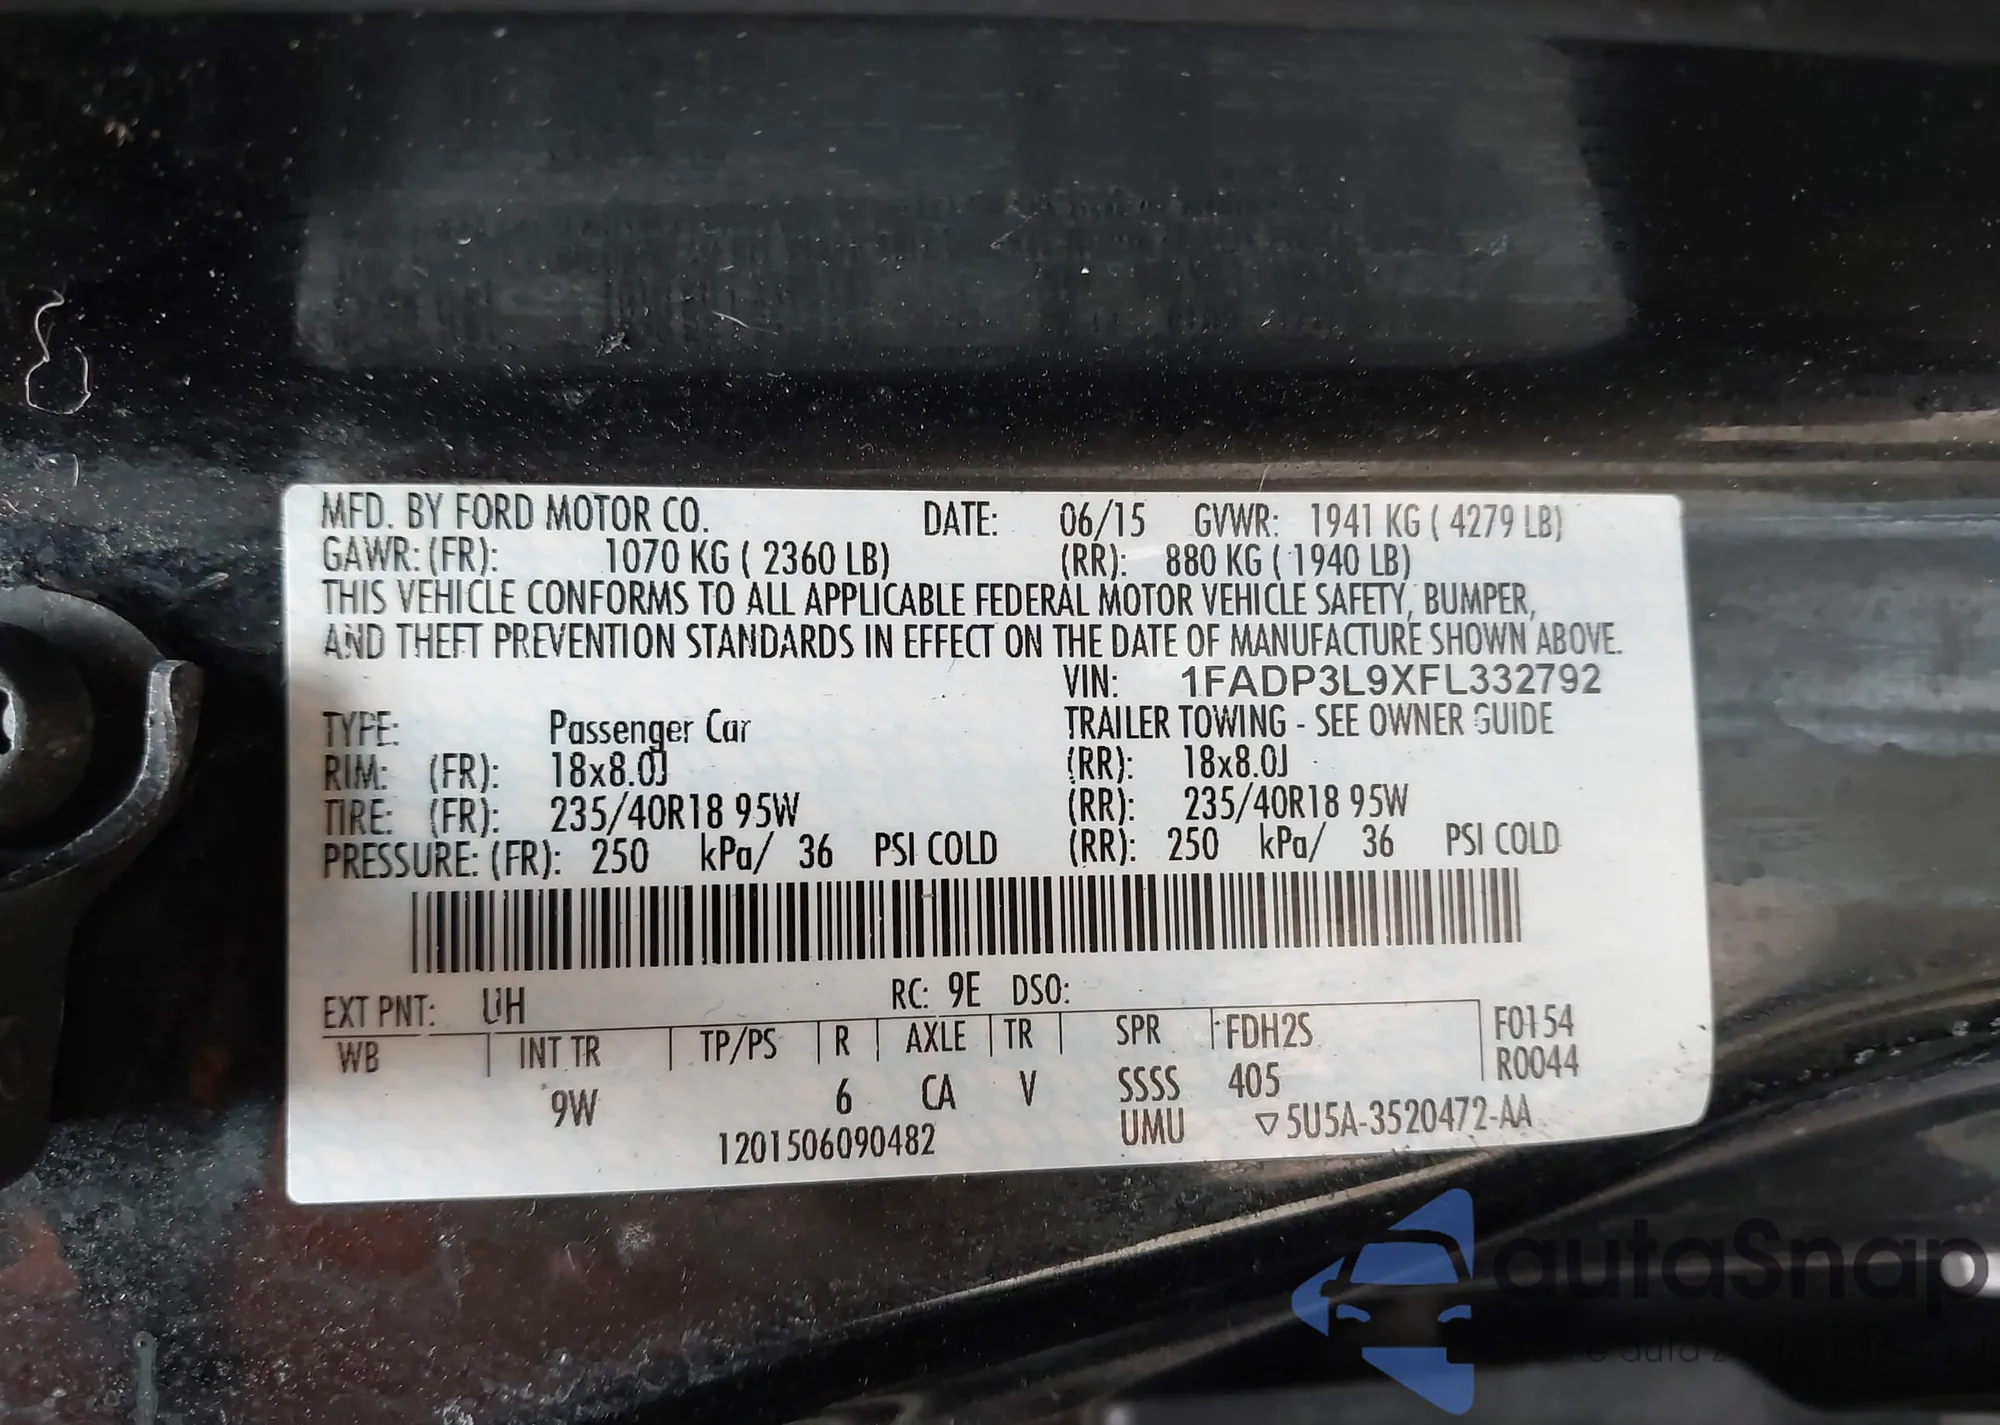 MFD. BY FORD MOTOR CO. DATE: 06/15 GVWR: 1941 KG ( 4279 LB)
GAWR: (FR): 1070 KG ( 2360 LB) (RR): 880 KG ( 1940 LB)
THIS VEHICLE CONFORMS TO ALL APPLICABLE FEDERAL MOTOR VEHICLE SAFETY, BUMPER,
AND THEFT PREVENTION STANDARDS IN EFFECT ON THE DATE OF MANUFACTURE SHOWN ABOVE.
VIN: 1FADP3L9XFL332792
TYPE: Passenger Car TRAILER TOWING - SEE OWNER GUIDE
RIM: (FR): 18x8.0J (RR): 18x8.0J
TIRE: (FR): 235/40R18 95W (RR): 235/40R18 95W
PRESSURE: (FR): 250 kPa/ 36 PSI COLD (RR): 250 kPa/ 36 PSI COLD
EXT PNT: UH RC: 9E DSO:
WB INT TR TP/PS R AXLE TR SPR FDH2S F0154
R0044
9W 6 CA V SSSS 405
1201506090482 UMU ▽5U5A-3520472-AA
autaSnap